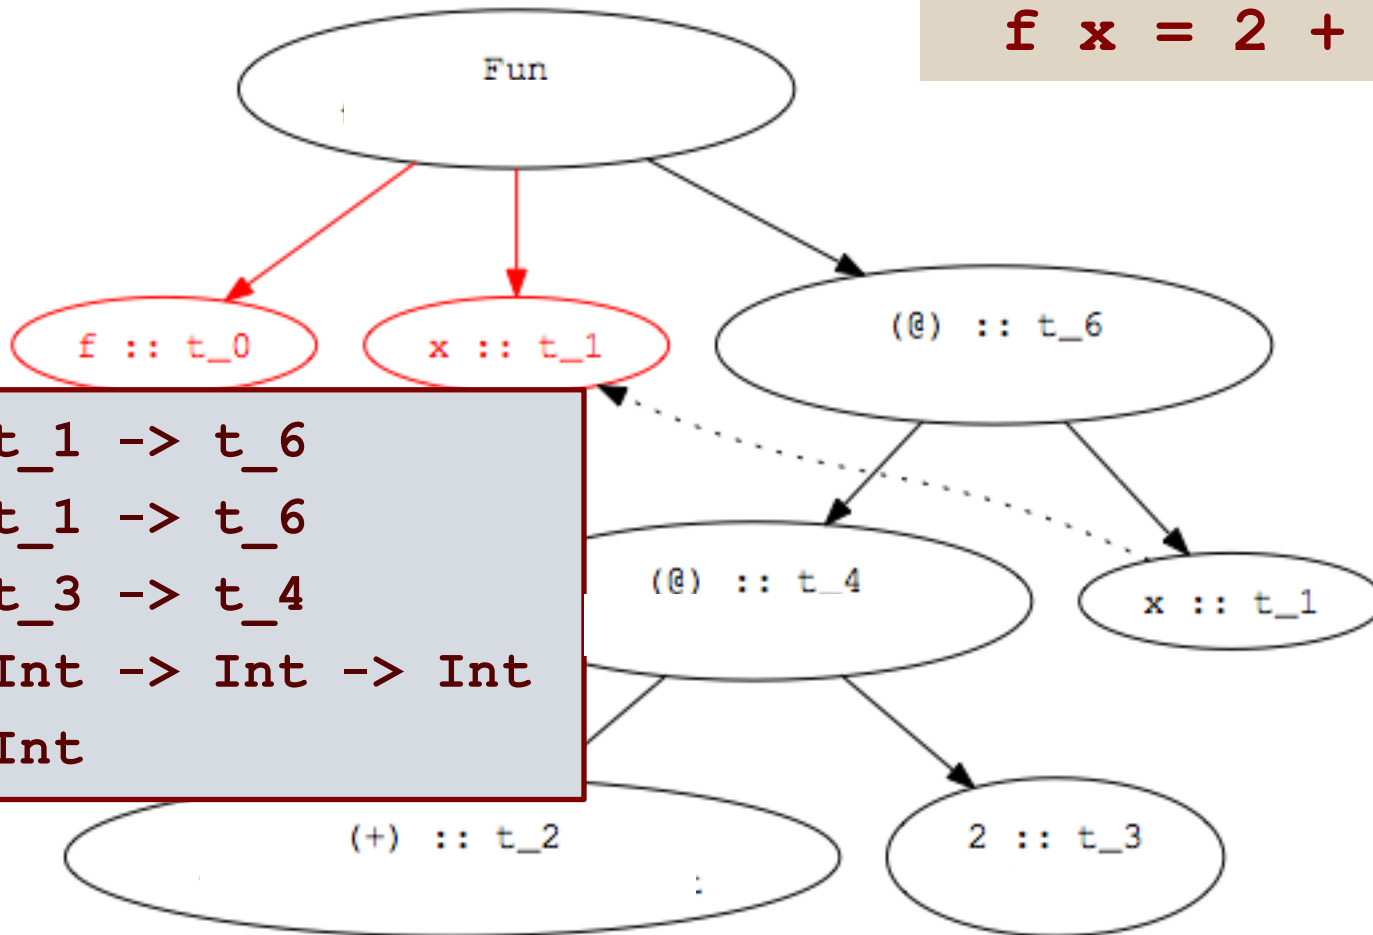 f x = 2 +
Fun
f :: t_0
x :: t_1
(@) :: t_6
t_1 -> t_6
t_1 -> t_6
t_3 -> t_4
Int -> Int -> Int
Int
(@) :: t_4
x :: t_1
(+) :: t_2
2 :: t_3